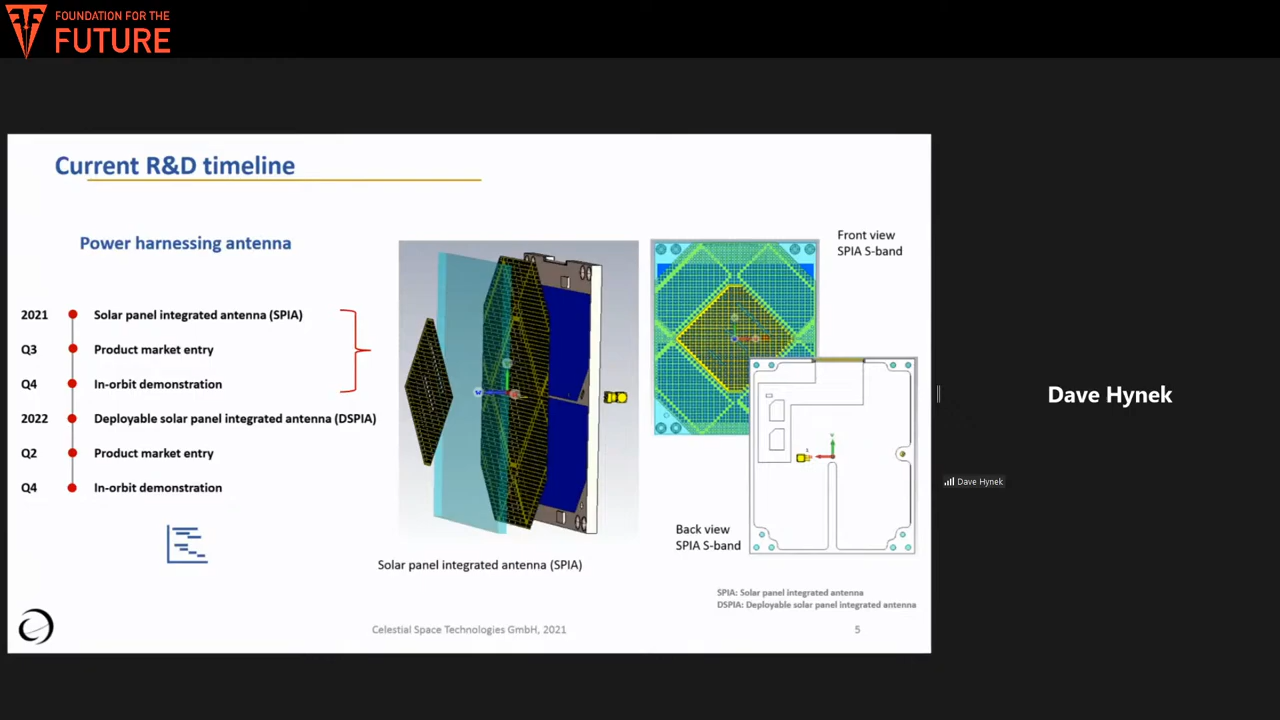 FOUNDATION FOR THE
FUTURE
Current R&D timeline
Power harnessing antenna
2021 Solar panel integrated antenna (SPIA)
Q3 Product market entry
Q4 In-orbit demonstration
2022 Deployable solar panel integrated antenna (DSPIA)
Q2 Product market entry
Q4 In-orbit demonstration
Solar panel integrated antenna (SPIA)
Front view
SPIA S-band
Back view
SPIA S-band
SPIA: Solar panel integrated antenna
DSPIA: Deployable solar panel integrated antenna
Celestial Space Technologies GmbH, 2021
5
Dave Hynek
Dave Hynek